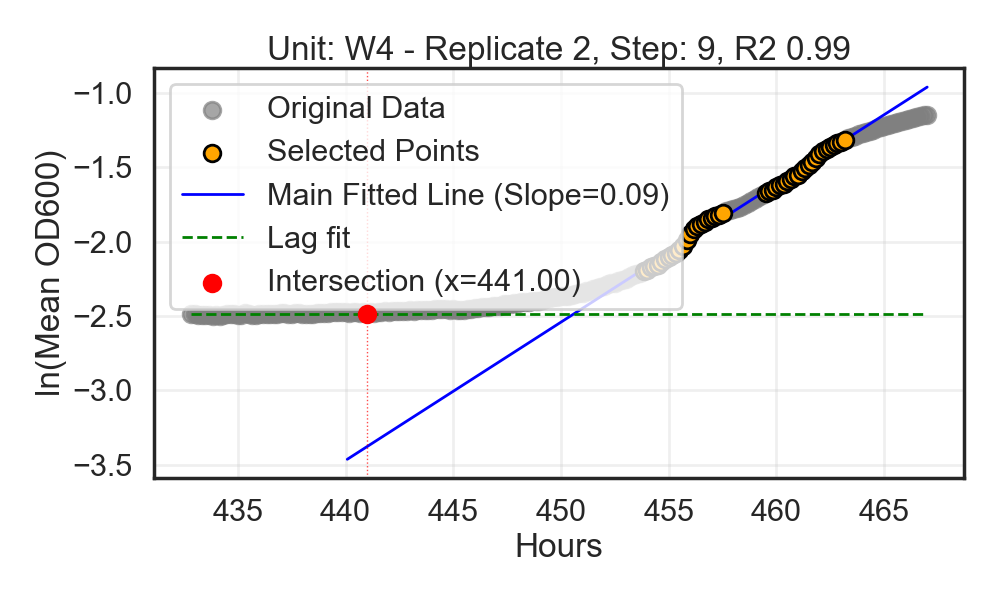 Unit: W4 - Replicate 2, Step: 9, R2 0.99
Original Data
Selected Points
Main Fitted Line (Slope=0.09)
Lag fit
Intersection (x=441.00)
ln(Mean OD600)
−1.0
−1.5
−2.0
−2.5
−3.0
−3.5
435 440 445 450 455 460 465
Hours